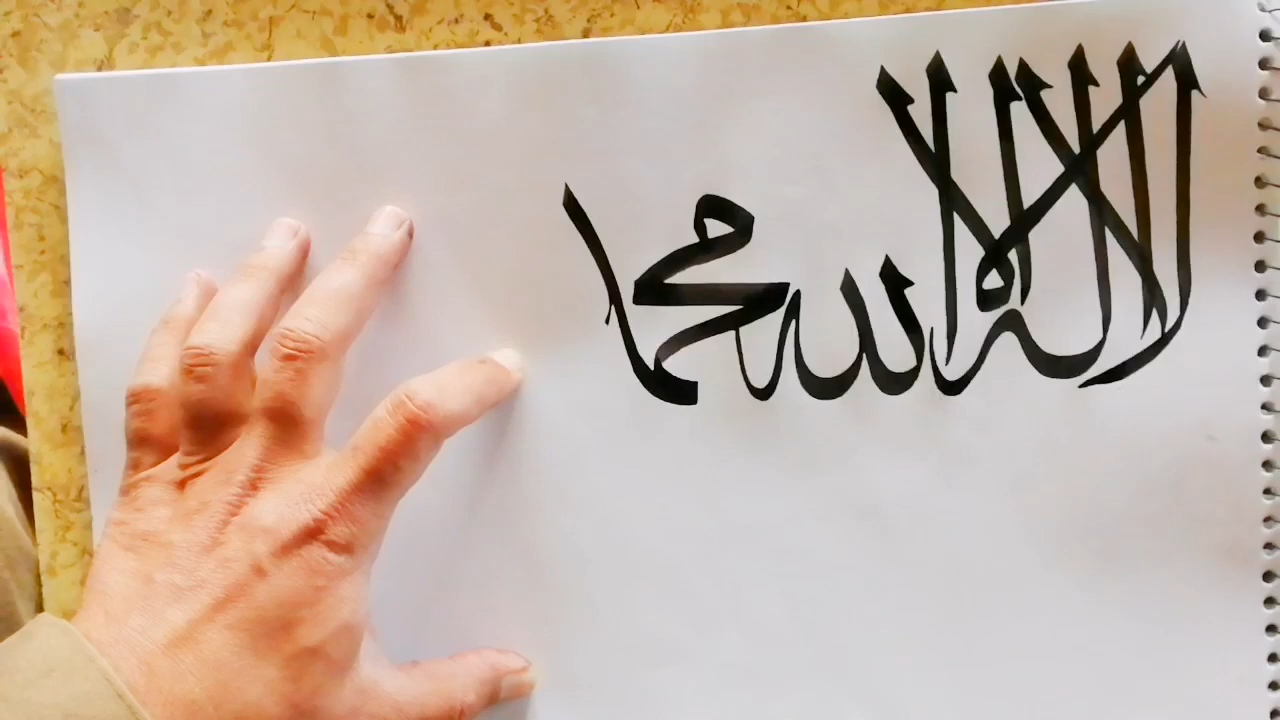 لا اله الا الله محمد